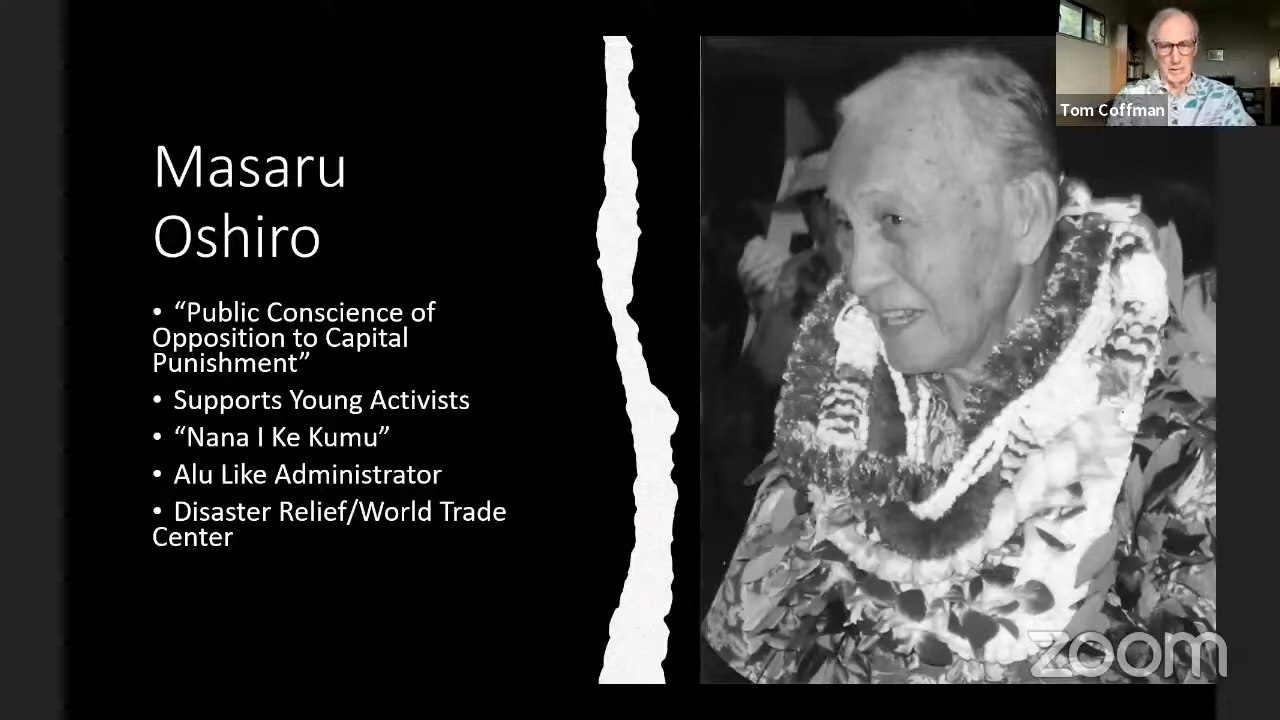 Masaru
Oshiro
• “Public Conscience of
Opposition to Capital
Punishment”
• Supports Young Activists
• “Nana I Ke Kumu”
• Alu Like Administrator
• Disaster Relief/World Trade
Center
Tom Coffman
zoom